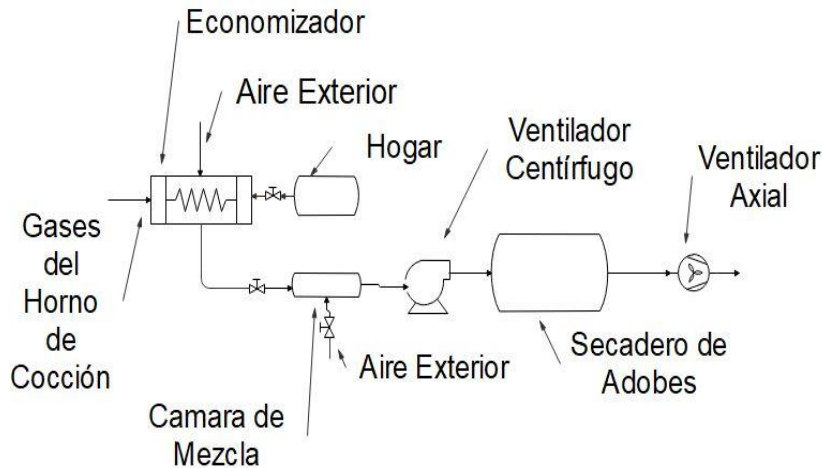 Economizador
Aire Exterior
Hogar
Ventilador
Centírfugo
Ventilador
Axial
Gases
del
Horno
de
Cocción
Camara de
Mezcla
Aire Exterior
Secadero de
Adobes